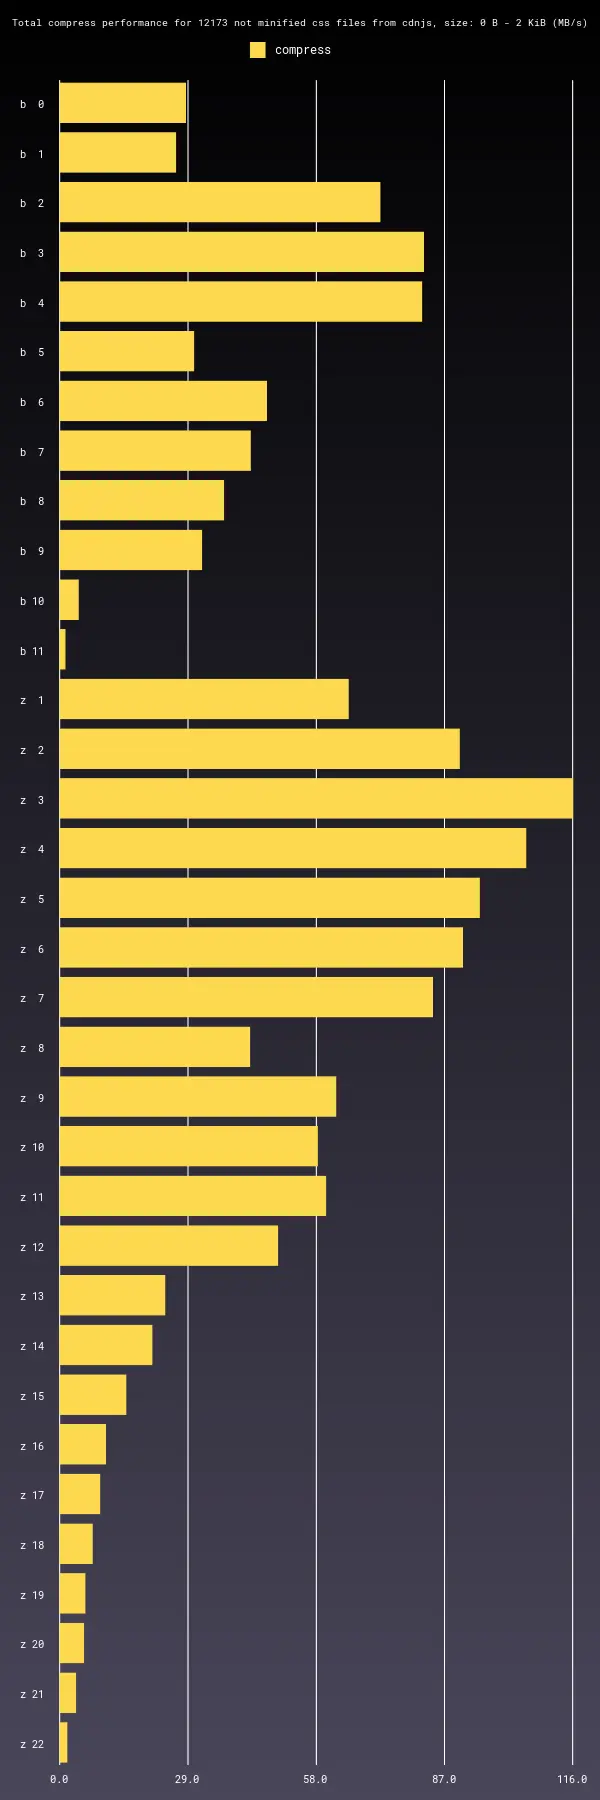 Total compress performance for 12173 not minified css files from cdnjs, size: 0 B - 2 KiB (MB/s)
compress
b 0
b 1
b 2
b 3
b 4
b 5
b 6
b 7
b 8
b 9
b 10
b 11
z 1
z 2
z 3
z 4
z 5
z 6
z 7
z 8
z 9
z 10
z 11
z 12
z 13
z 14
z 15
z 16
z 17
z 18
z 19
z 20
z 21
z 22
0.0 29.0 58.0 87.0 116.0